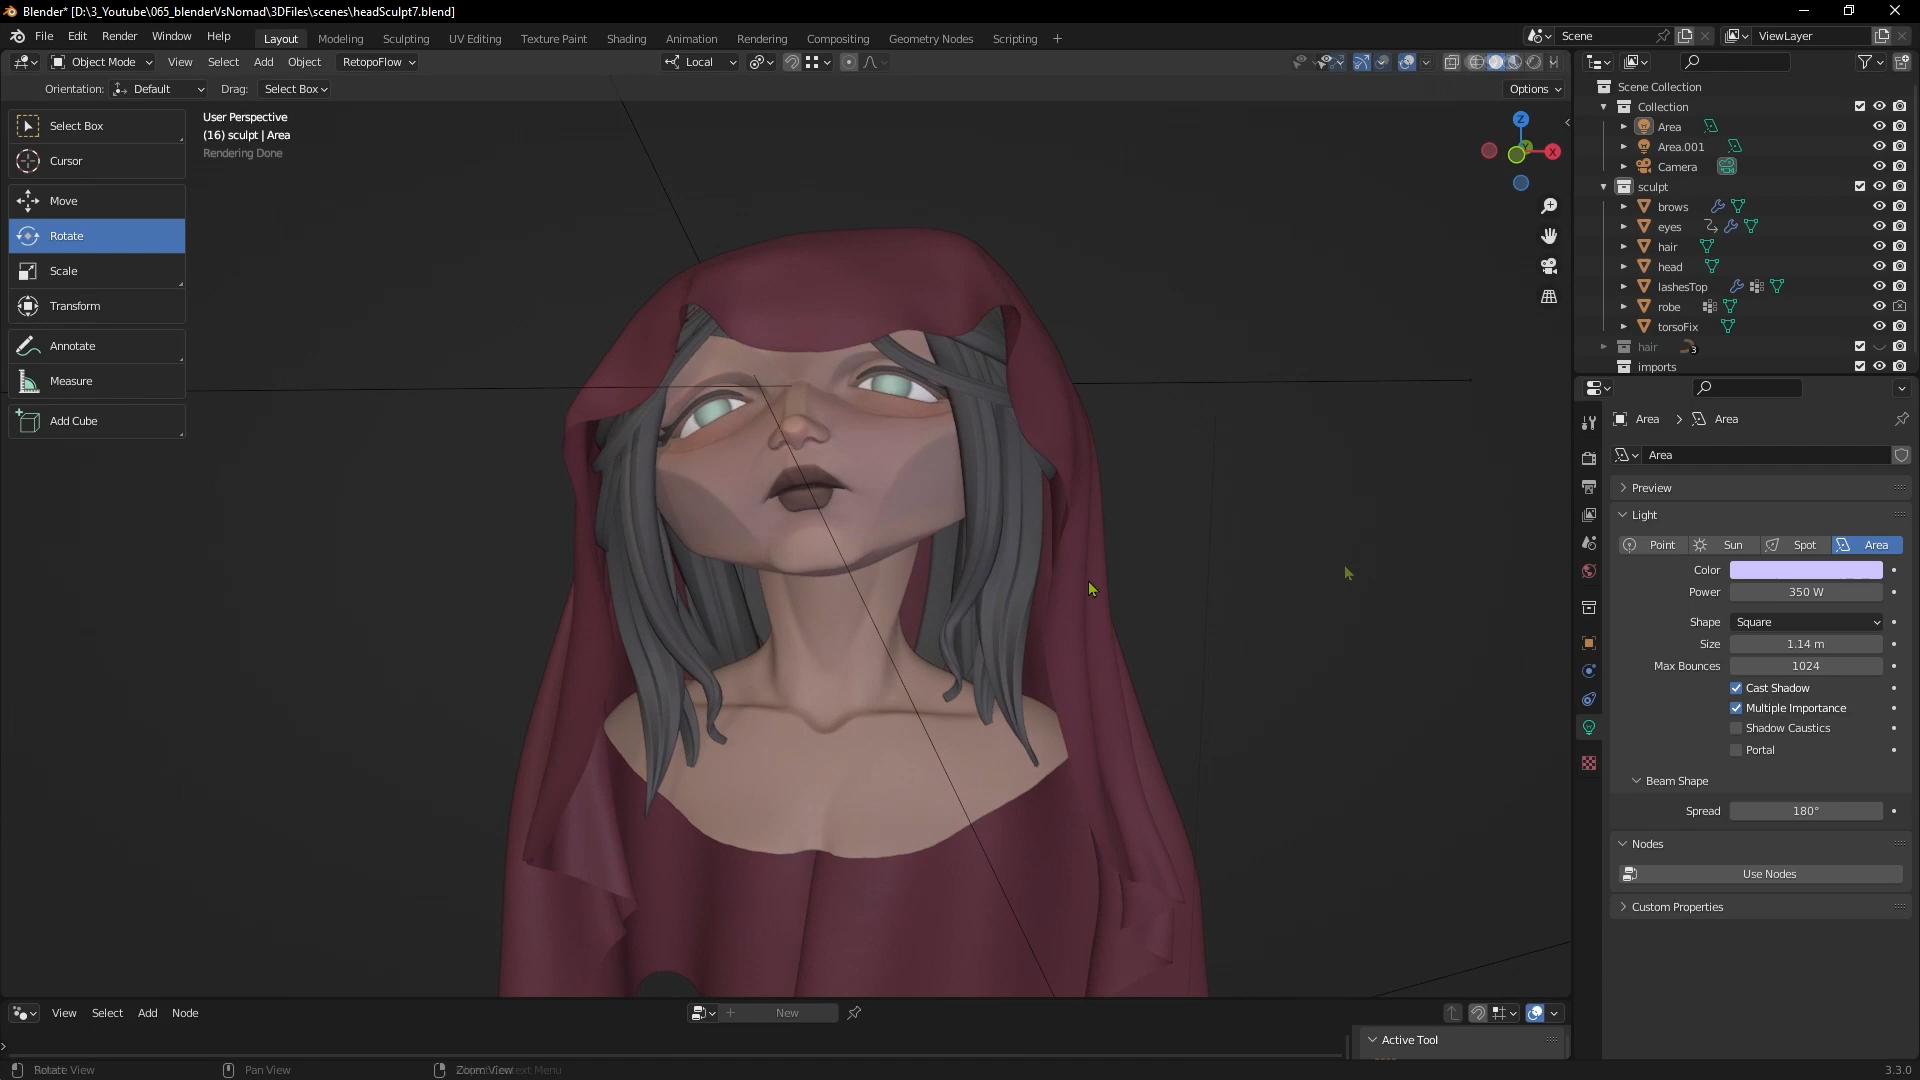 Blender* [D:\3_Youtube\065_blenderVsNomad\3DFiles\scenes\headSculpt7.blend]
File Edit Render Window Help Layout Modeling Sculpting UV Editing Texture Paint Shading Animation Rendering Compositing Geometry Nodes Scripting + Scene ViewLayer
Object Mode View Select Add Object RetopoFlow Local
Orientation: Default Drag: Select Box Options
Select Box
Cursor
Move
Rotate
Scale
Transform
Annotate
Measure
Add Cube
User Perspective
(16) sculpt | Area
Rendering Done
Z
X
Scene Collection
Collection
Area
Area.001
Camera
sculpt
brows
eyes
hair
head
lashesTop
robe
torsoFix
hair 3
imports
Area > Area
Area
Preview
Light
Point Sun Spot Area
Color
Power 350 W
Shape Square
Size 1.14 m
Max Bounces 1024
Cast Shadow
Multiple Importance
Shadow Caustics
Portal
Beam Shape
Spread 180°
Nodes
Use Nodes
Custom Properties
View Select Add Node New
Active Tool
Rotate View Pan View Zoom View 3.3.0